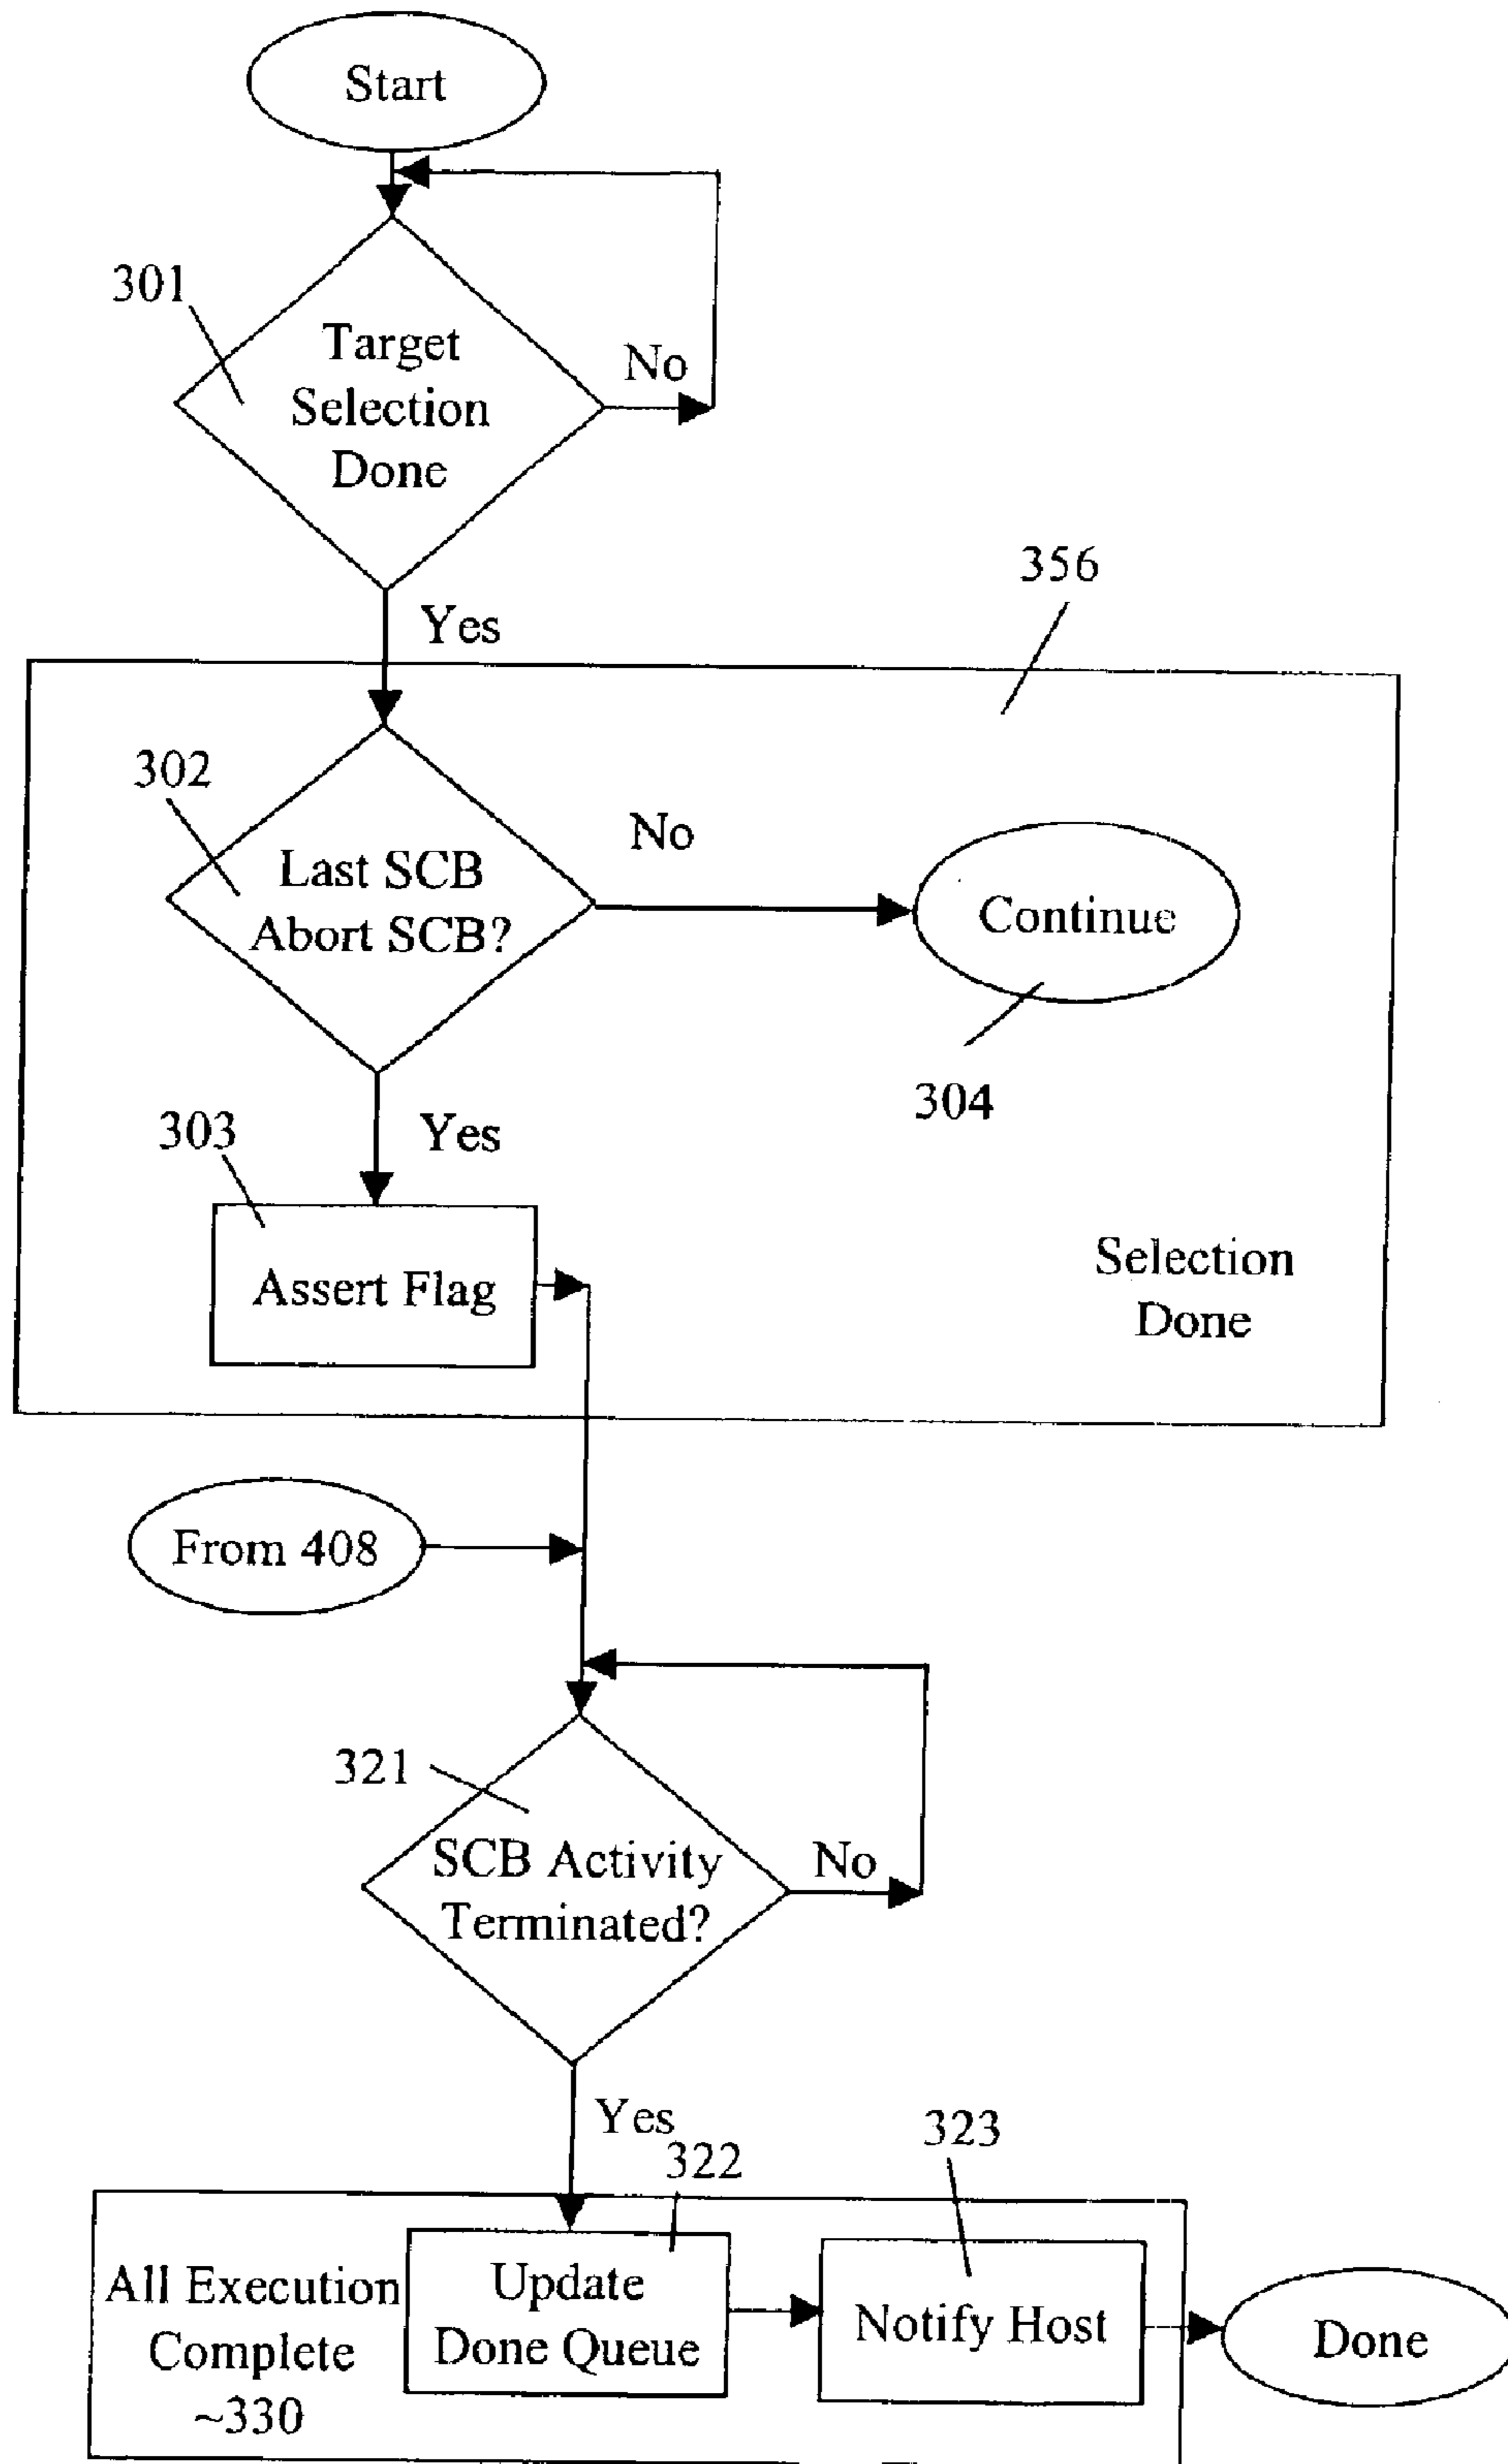 Start
301
Target
Selection
Done
No
Yes
356
302
Last SCB
Abort SCB?
No
Continue
304
303
Yes
Assert Flag
Selection
Done
From 408
321
SCB Activity
Terminated?
No
Yes
322
323
All Execution
Complete
~330
Update
Done Queue
Notify Host
Done